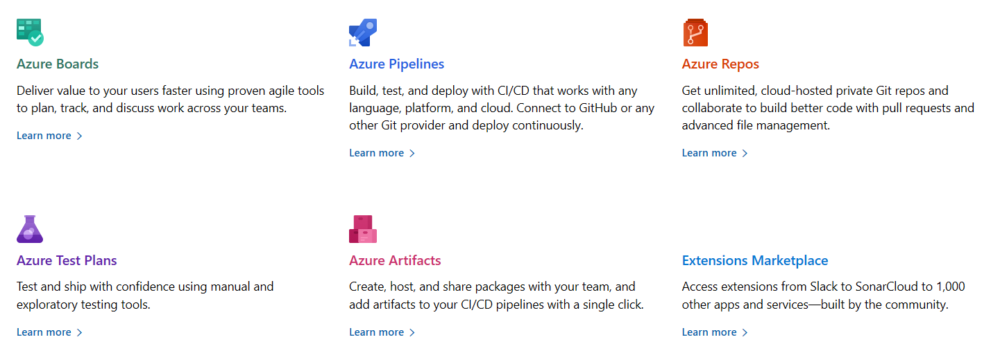 Azure Boards
Deliver value to your users faster using proven agile tools
to plan, track, and discuss work across your teams.
Learn more
Azure Pipelines
Build, test, and deploy with CI/CD that works with any
language, platform, and cloud. Connect to GitHub or any
other Git provider and deploy continuously.
Learn more
Azure Repos
Get unlimited, cloud-hosted private Git repos and
collaborate to build better code with pull requests and
advanced file management.
Learn more
Azure Test Plans
Test and ship with confidence using manual and
exploratory testing tools.
Learn more
Azure Artifacts
Create, host, and share packages with your team, and
add artifacts to your CI/CD pipelines with a single click.
Learn more
Extensions Marketplace
Access extensions from Slack to SonarCloud to 1,000
other apps and services—built by the community.
Learn more